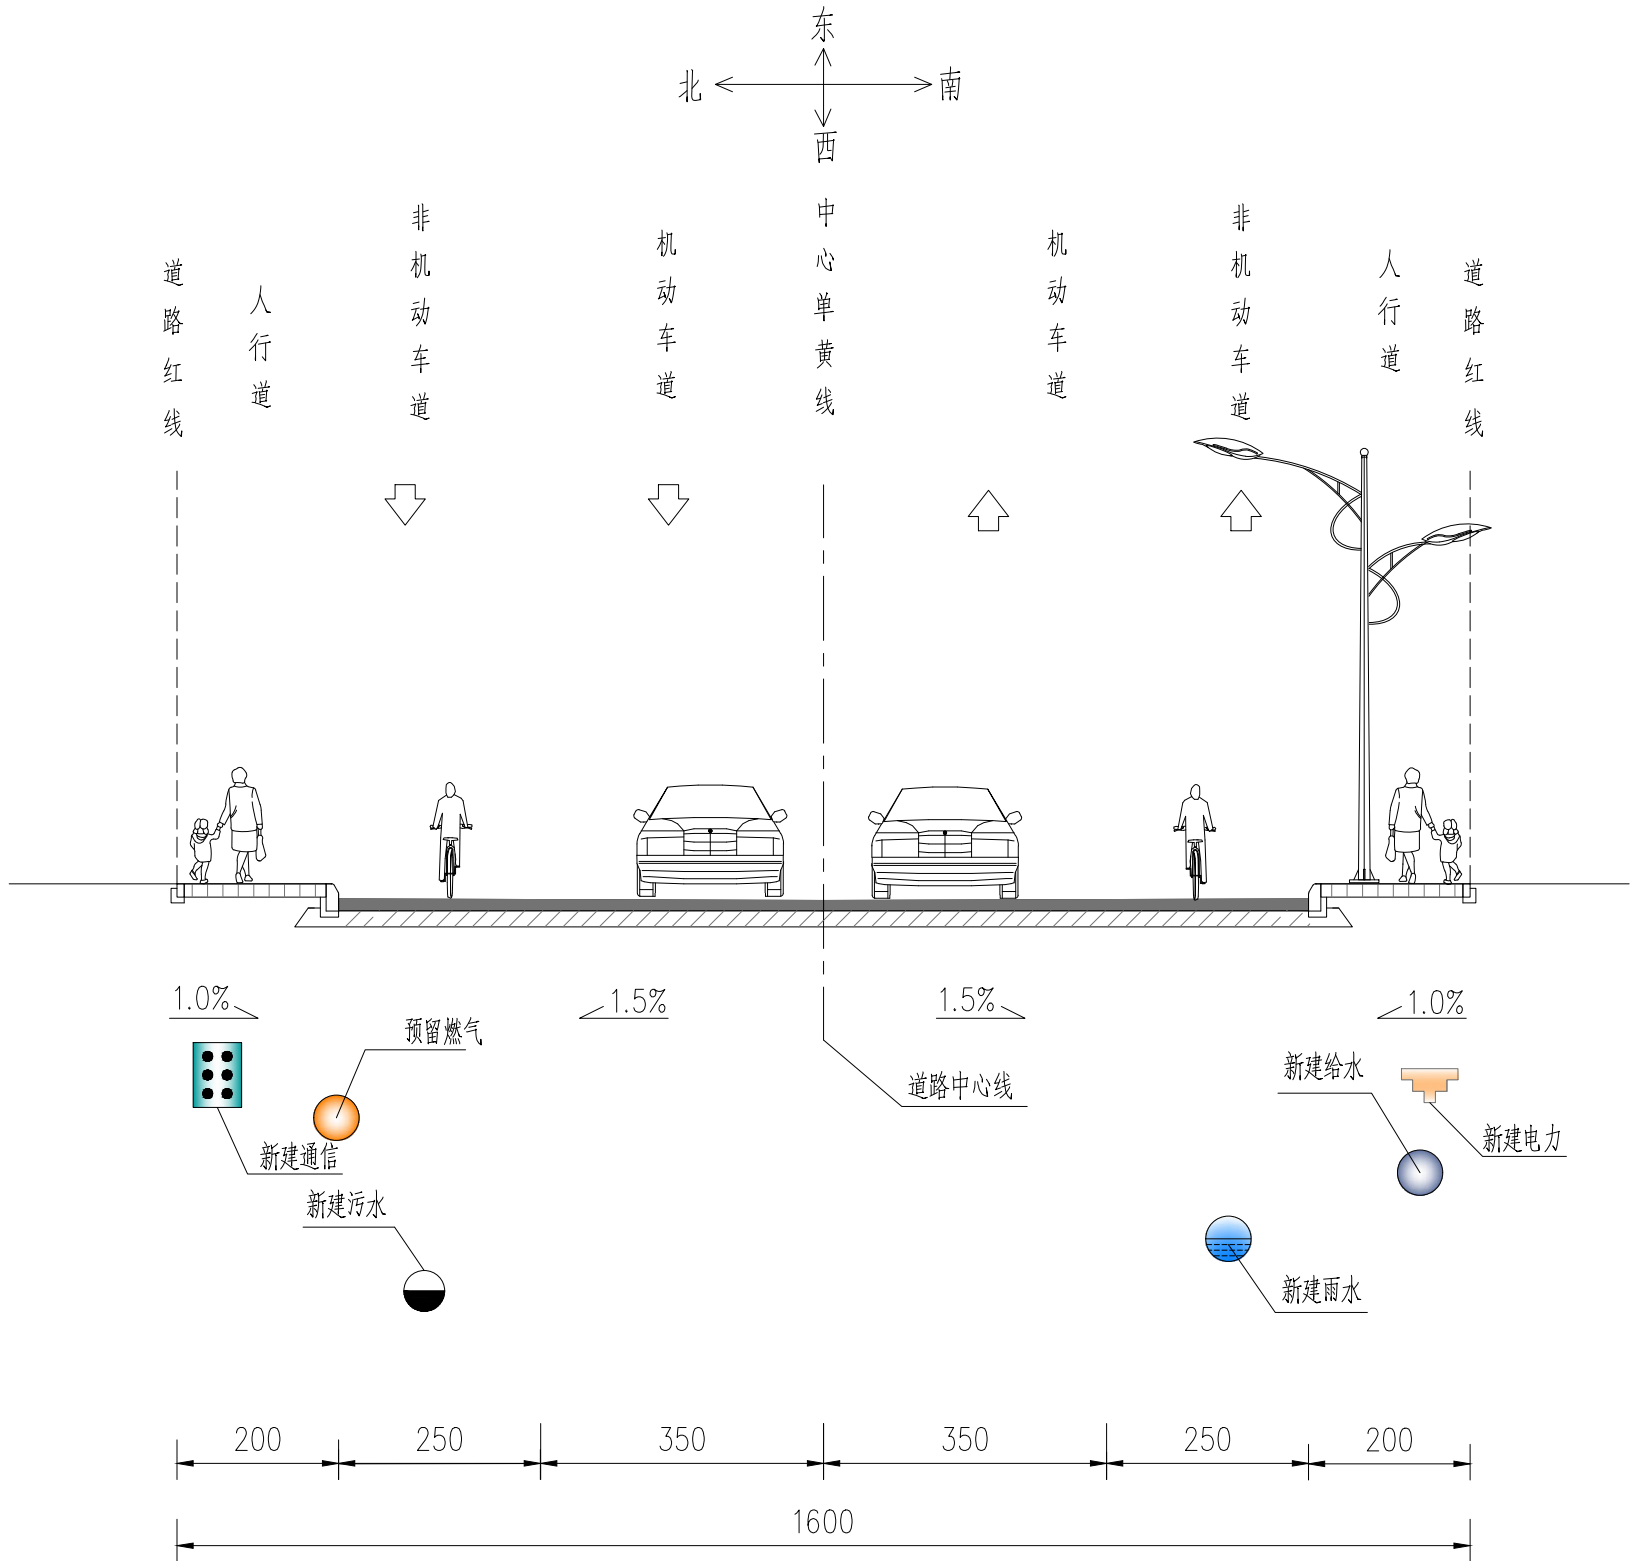 东
北
南
西
道路红线
人行道
非机动车道
机动车道
中心单黄线
机动车道
非机动车道
人行道
道路红线
1.0%
1.5%
1.5%
1.0%
预留燃气
道路中心线
新建给水
新建电力
新建通信
新建污水
新建雨水
200
250
350
350
250
200
1600